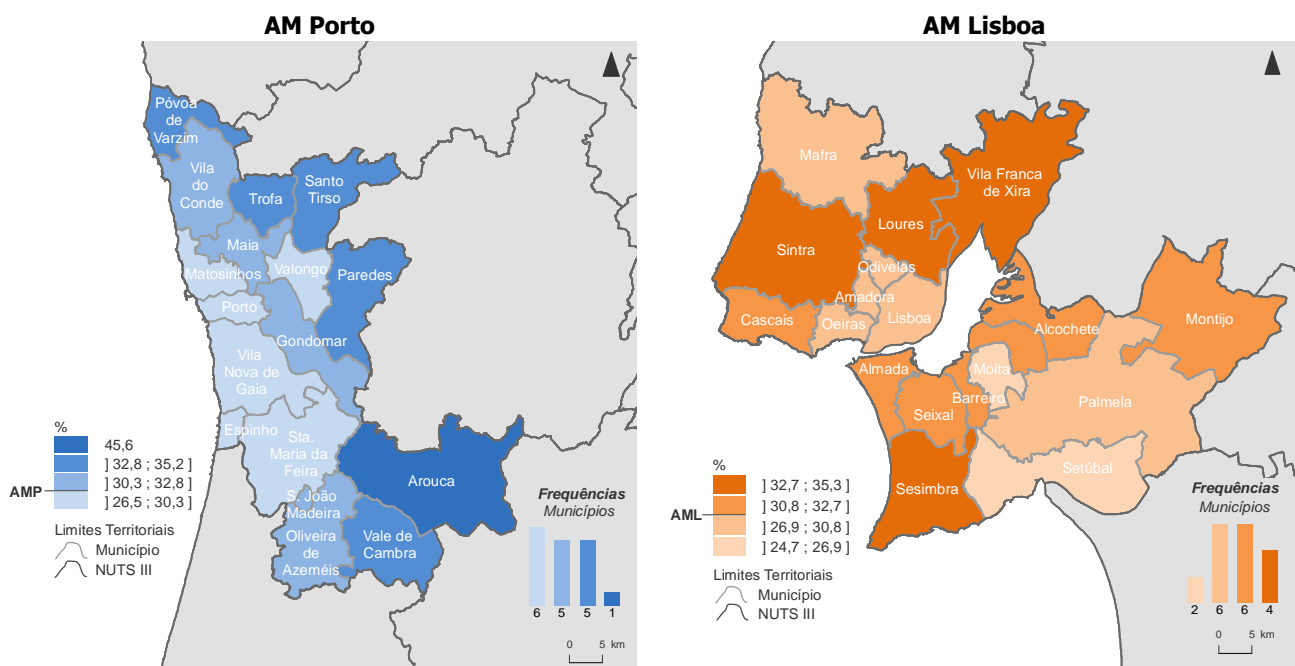 AM Porto
Póvoa
de
Varzim
Vila
do
Conde
Trofa
Santo
Tirso
Maia
Matosinhos
Valongo
Paredes
Porto
Gondomar
Vila
Nova de
Gaia
Espinho
Sta.
Maria da
Feira
Arouca
S. João
Madeira
Oliveira
de
Azeméis
Vale de
Cambra
%
45,6
] 32,8 ; 35,2 ]
] 30,3 ; 32,8 ]
] 26,5 ; 30,3 ]
AMP
Limites Territoriais
Município
NUTS III
Frequências
Municípios
6 5 5 1
0 5 km
AM Lisboa
Mafra
Vila Franca
de Xira
Loures
Sintra
Odivelas
Amadora
Lisboa
Cascais
Oeiras
Alcochete
Montijo
Almada
Moita
Barreiro
Seixal
Palmela
Setúbal
Sesimbra
%
] 32,7 ; 35,3 ]
] 30,8 ; 32,7 ]
] 26,9 ; 30,8 ]
] 24,7 ; 26,9 ]
AML
Limites Territoriais
Município
NUTS III
Frequências
Municípios
2 6 6 4
0 5 km